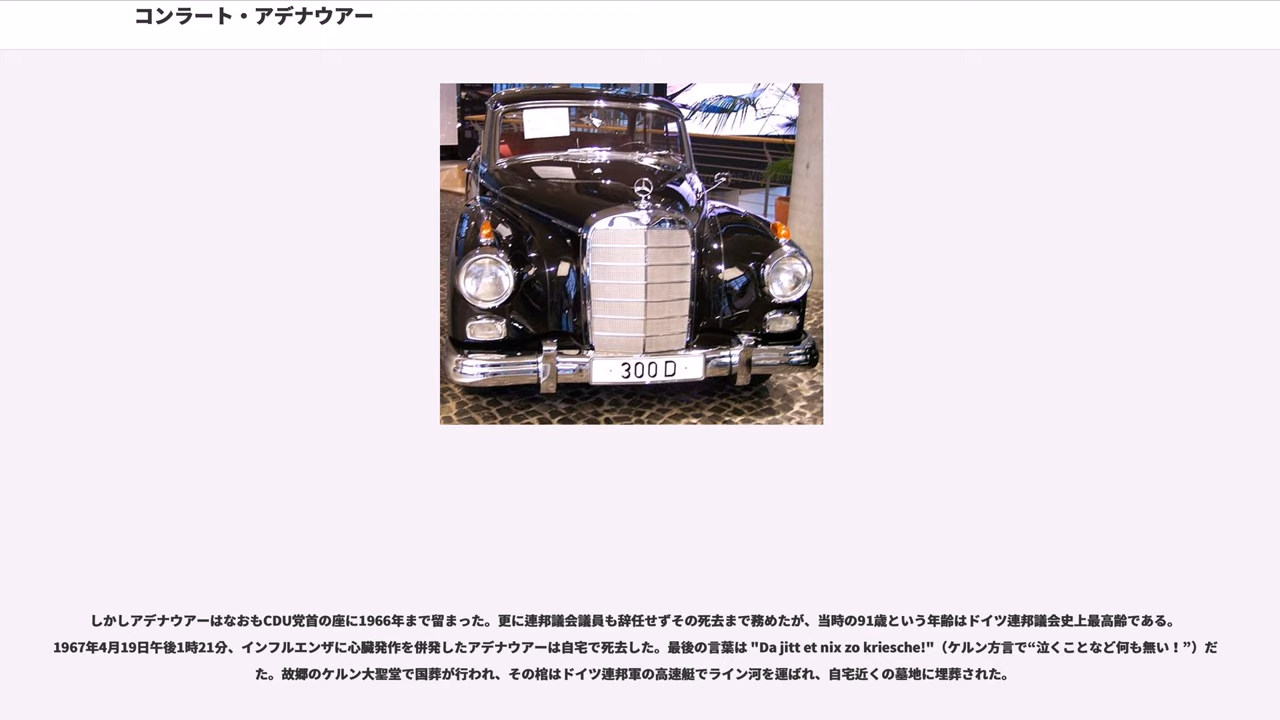 コンラート・アデナウアー
300 D
しかしアデナウアーはなおもCDU党首の座に1966年まで留まった。更に連邦議会議員も辞任せずその死去まで務めたが、当時の91歳という年齢はドイツ連邦議会史上最高齢である。
1967年4月19日午後1時21分、インフルエンザに心臓発作を併発したアデナウアーは自宅で死去した。最後の言葉は "Da jitt et nix zo kriesche!"（ケルン方言で“泣くことなど何も無い！”）だ
た。故郷のケルン大聖堂で国葬が行われ、その棺はドイツ連邦軍の高速艇でライン河を運ばれ、自宅近くの墓地に埋葬された。